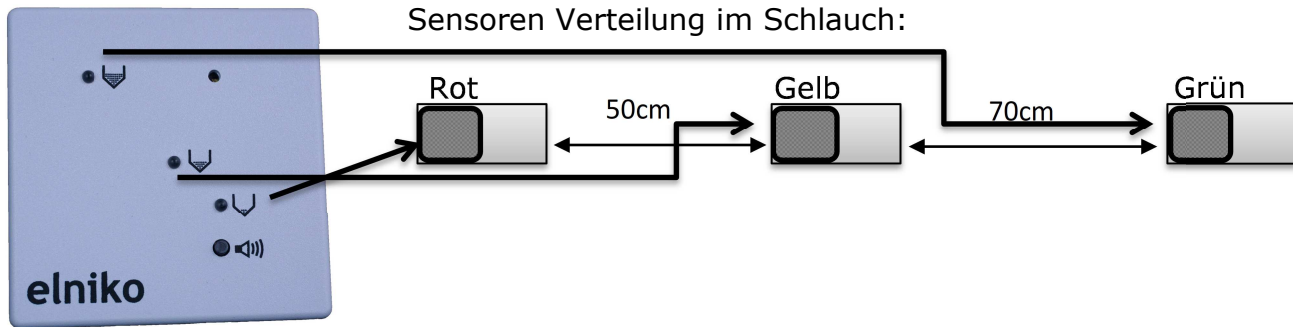 Sensoren Verteilung im Schlauch:
Rot
Gelb
Grün
50cm
70cm
elniko